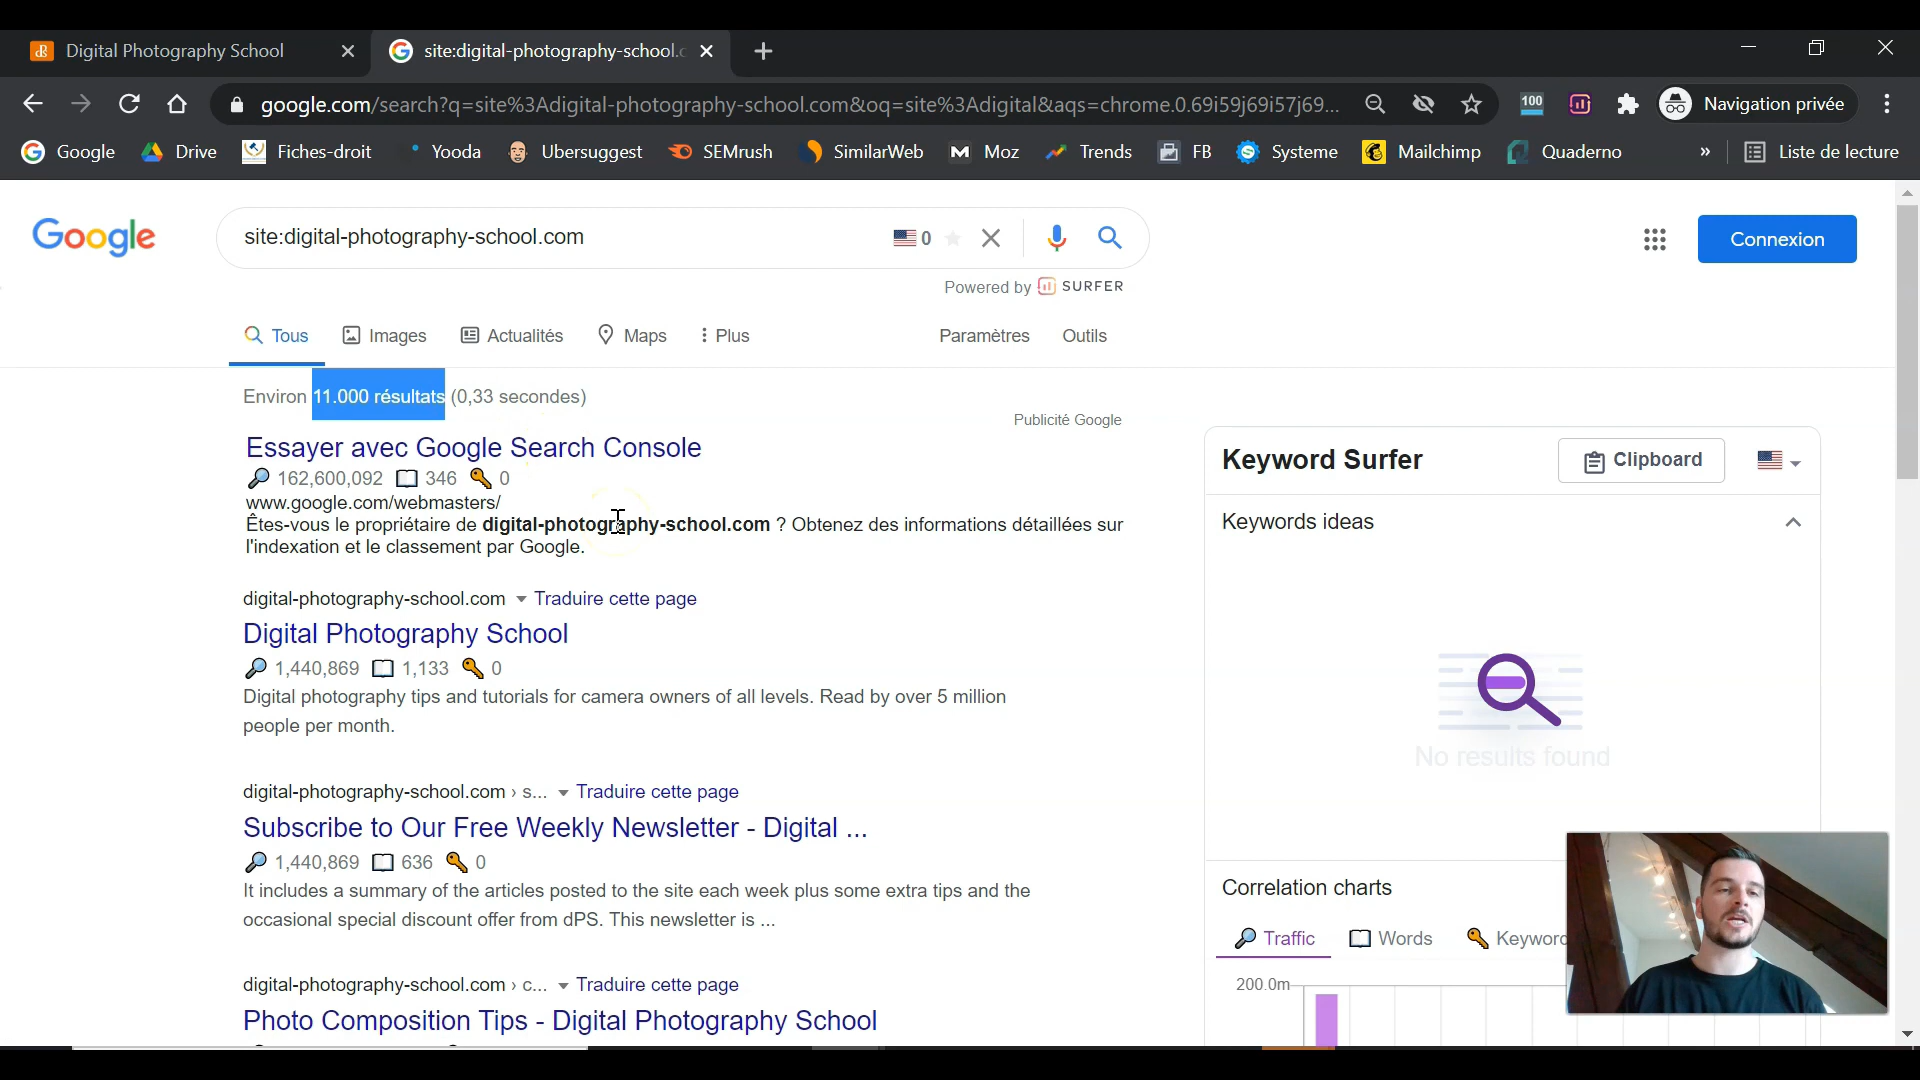 Digital Photography School
site:digital-photography-school.c
google.com/search?q=site%3Adigital-photography-school.com&oq=site%3Adigital&aqs=chrome.0.69i59j69i57j69...
100
Navigation privée
Google
Drive
Fiches-droit
Yooda
Ubersuggest
SEMrush
SimilarWeb
Moz
Trends
FB
Systeme
Mailchimp
Quaderno
»
Liste de lecture
Google
site:digital-photography-school.com
0
Connexion
Powered by SURFER
Tous
Images
Actualités
Maps
Plus
Paramètres
Outils
Environ 11.000 résultats (0,33 secondes)
Publicité Google
Essayer avec Google Search Console
162,600,092 346 0
www.google.com/webmasters/
Êtes-vous le propriétaire de digital-photography-school.com ? Obtenez des informations détaillées sur
l'indexation et le classement par Google.
digital-photography-school.com Traduire cette page
Digital Photography School
1,440,869 1,133 0
Digital photography tips and tutorials for camera owners of all levels. Read by over 5 million
people per month.
digital-photography-school.com › s... Traduire cette page
Subscribe to Our Free Weekly Newsletter - Digital ...
1,440,869 636 0
It includes a summary of the articles posted to the site each week plus some extra tips and the
occasional special discount offer from dPS. This newsletter is ...
digital-photography-school.com › c... Traduire cette page
Photo Composition Tips - Digital Photography School
Keyword Surfer
Clipboard
Keywords ideas
No results found
Correlation charts
Traffic
Words
Keyword
200.0m